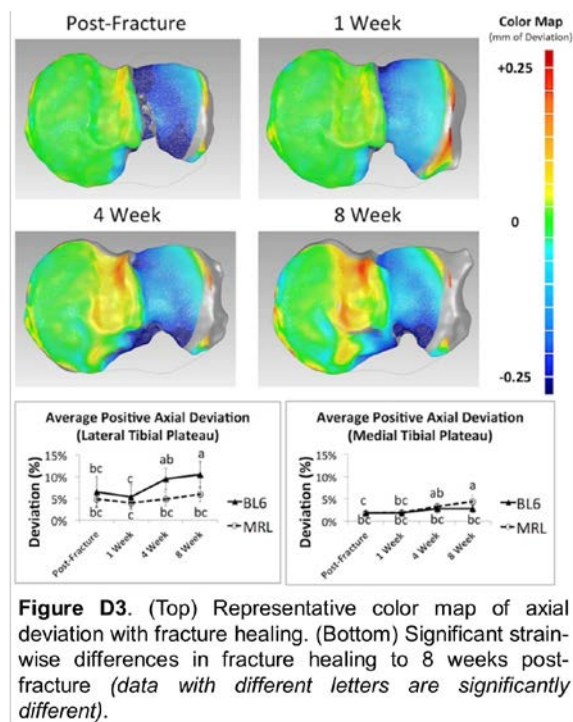 Post-Fracture
1 Week
Color Map
(mm of Deviation)
+0.25
0
-0.25
4 Week
8 Week
Average Positive Axial Deviation
(Lateral Tibial Plateau)
Deviation (%)
15%
10%
5%
0%
bc
c
ab
a
bc
c
bc
bc
Post-Fracture
1 Week
4 Week
8 Week
BL6
MRL
Average Positive Axial Deviation
(Medial Tibial Plateau)
Deviation (%)
15%
10%
5%
0%
c
bc
ab
a
bc
bc
bc
bc
Post-Fracture
1 Week
4 Week
8 Week
BL6
MRL
Figure D3. (Top) Representative color map of axial
deviation with fracture healing. (Bottom) Significant strain-
wise differences in fracture healing to 8 weeks post-
fracture (data with different letters are significantly
different).